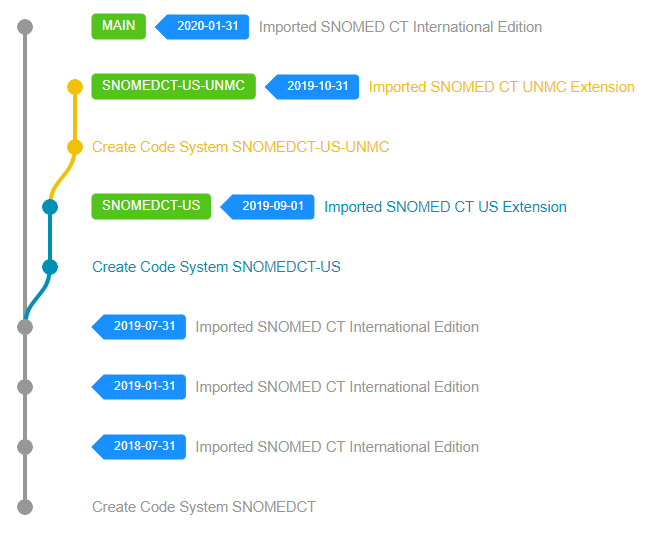 MAIN 2020-01-31 Imported SNOMED CT International Edition
SNOMEDCT-US-UNMC 2019-10-31 Imported SNOMED CT UNMC Extension
Create Code System SNOMEDCT-US-UNMC
SNOMEDCT-US 2019-09-01 Imported SNOMED CT US Extension
Create Code System SNOMEDCT-US
2019-07-31 Imported SNOMED CT International Edition
2019-01-31 Imported SNOMED CT International Edition
2018-07-31 Imported SNOMED CT International Edition
Create Code System SNOMEDCT